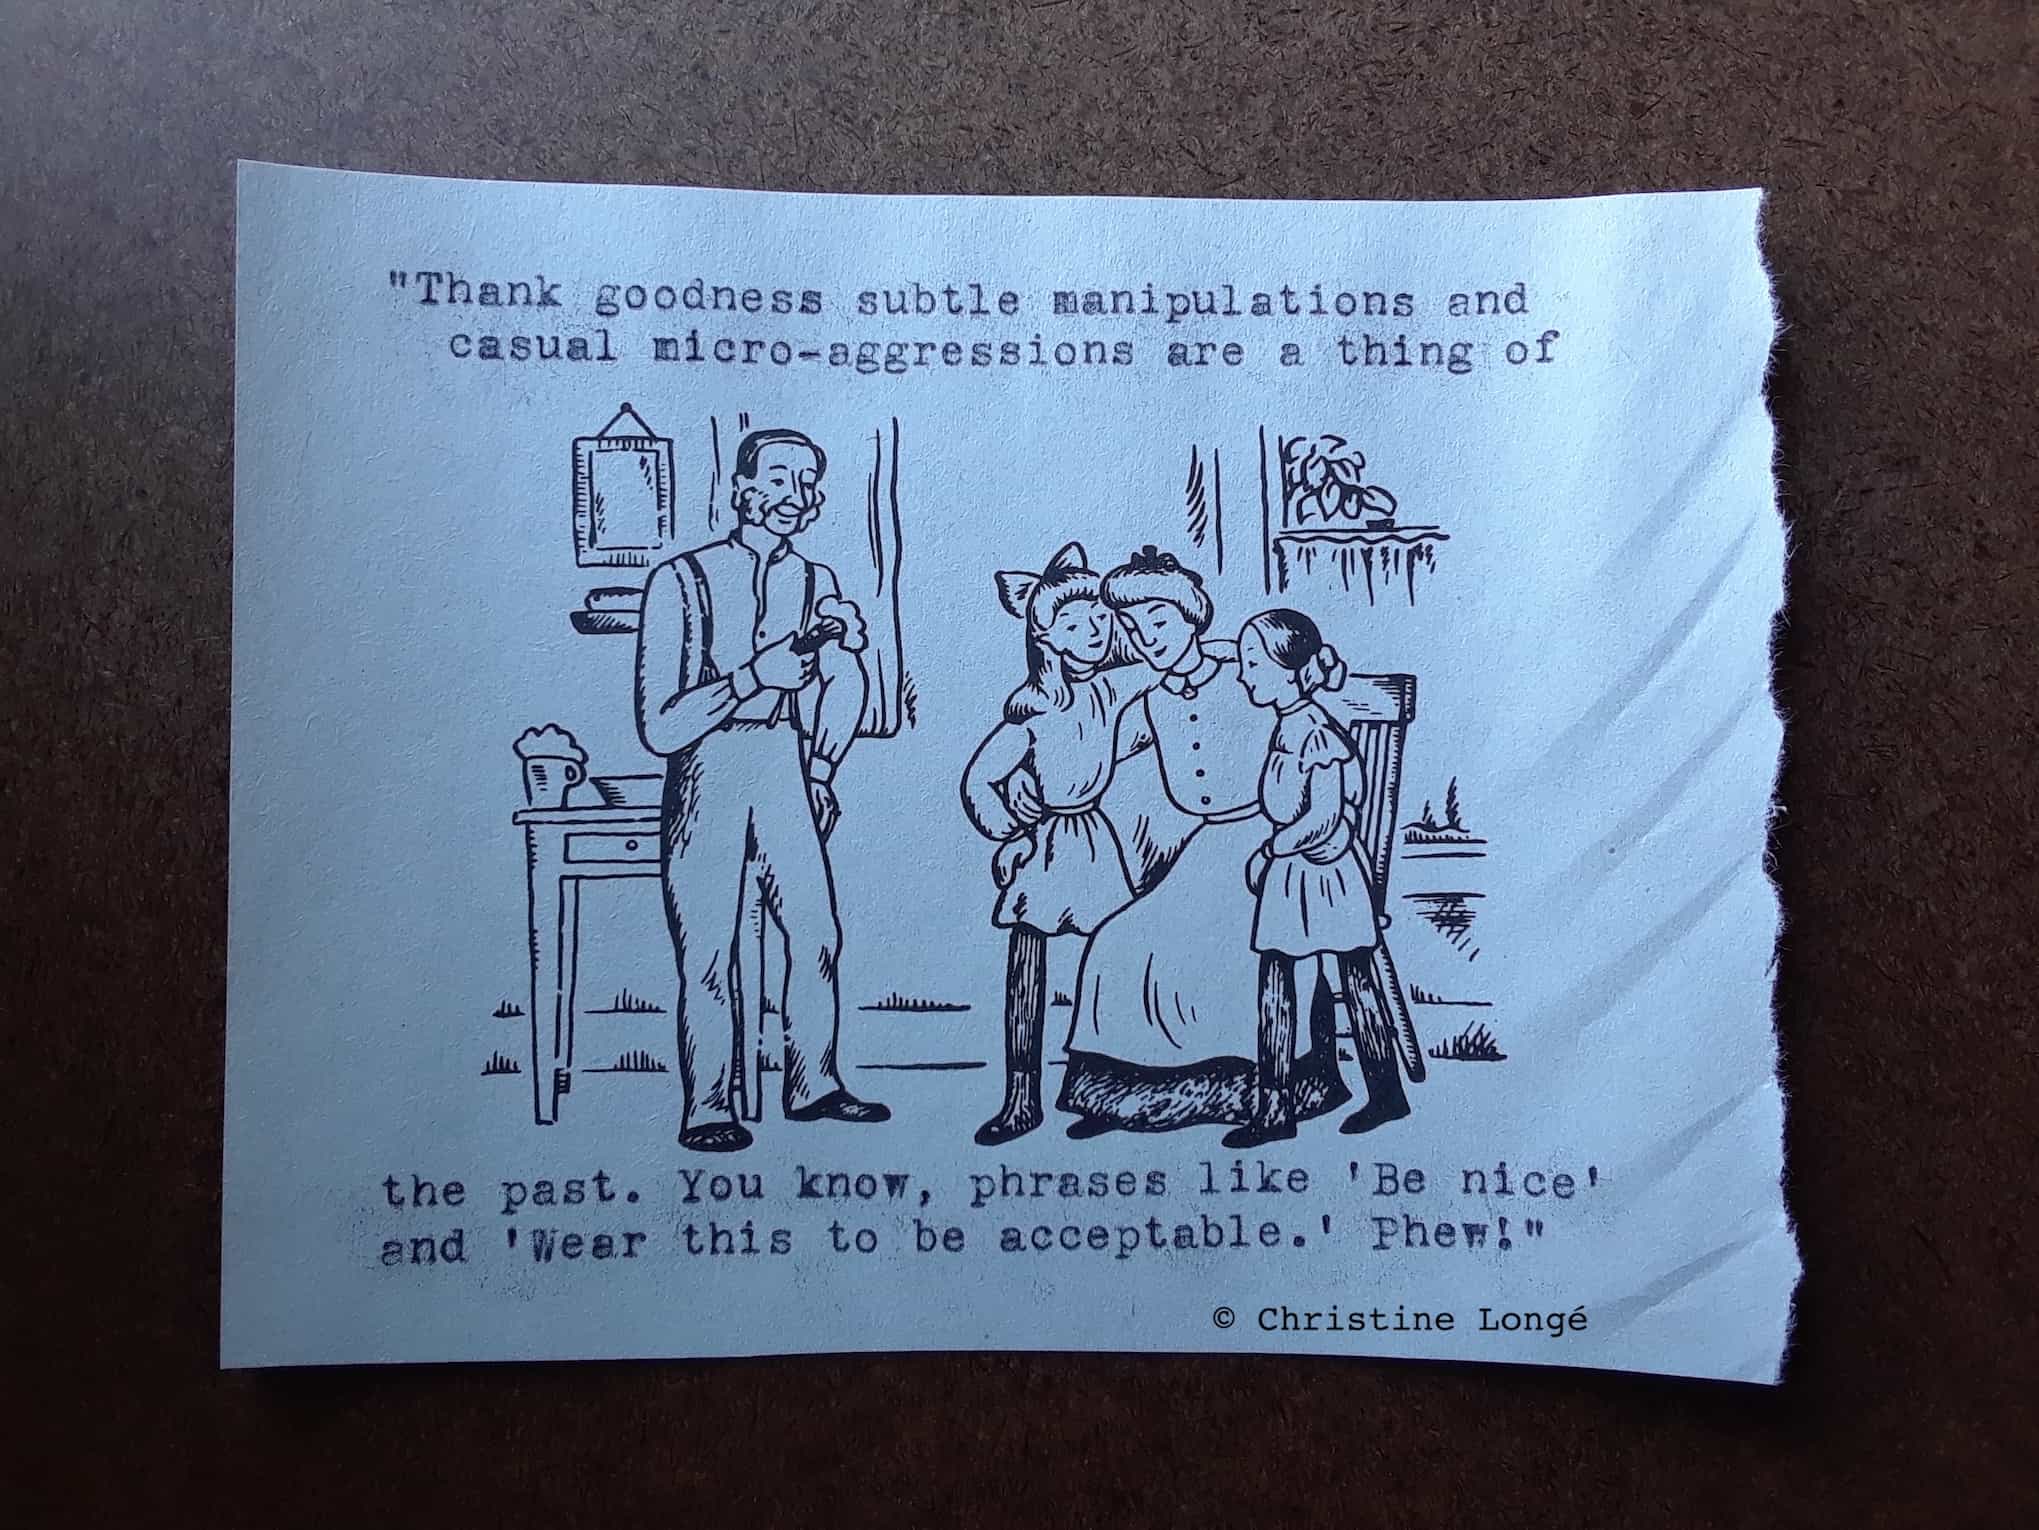 "Thank goodness subtle manipulations and
casual micro-aggressions are a thing of
the past. You know, phrases like 'Be nice'
and 'Wear this to be acceptable.' Phew!"
© Christine Longé